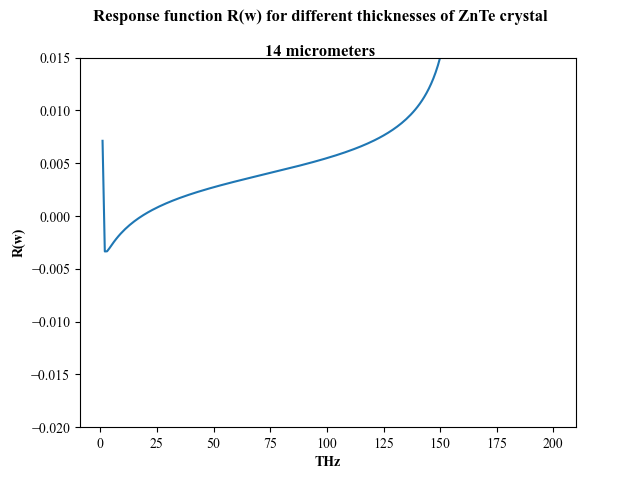 Response function R(w) for different thicknesses of ZnTe crystal
14 micrometers
0.015
0.010
0.005
0.000
−0.005
−0.010
−0.015
−0.020
R(w)
0 25 50 75 100 125 150 175 200
THz